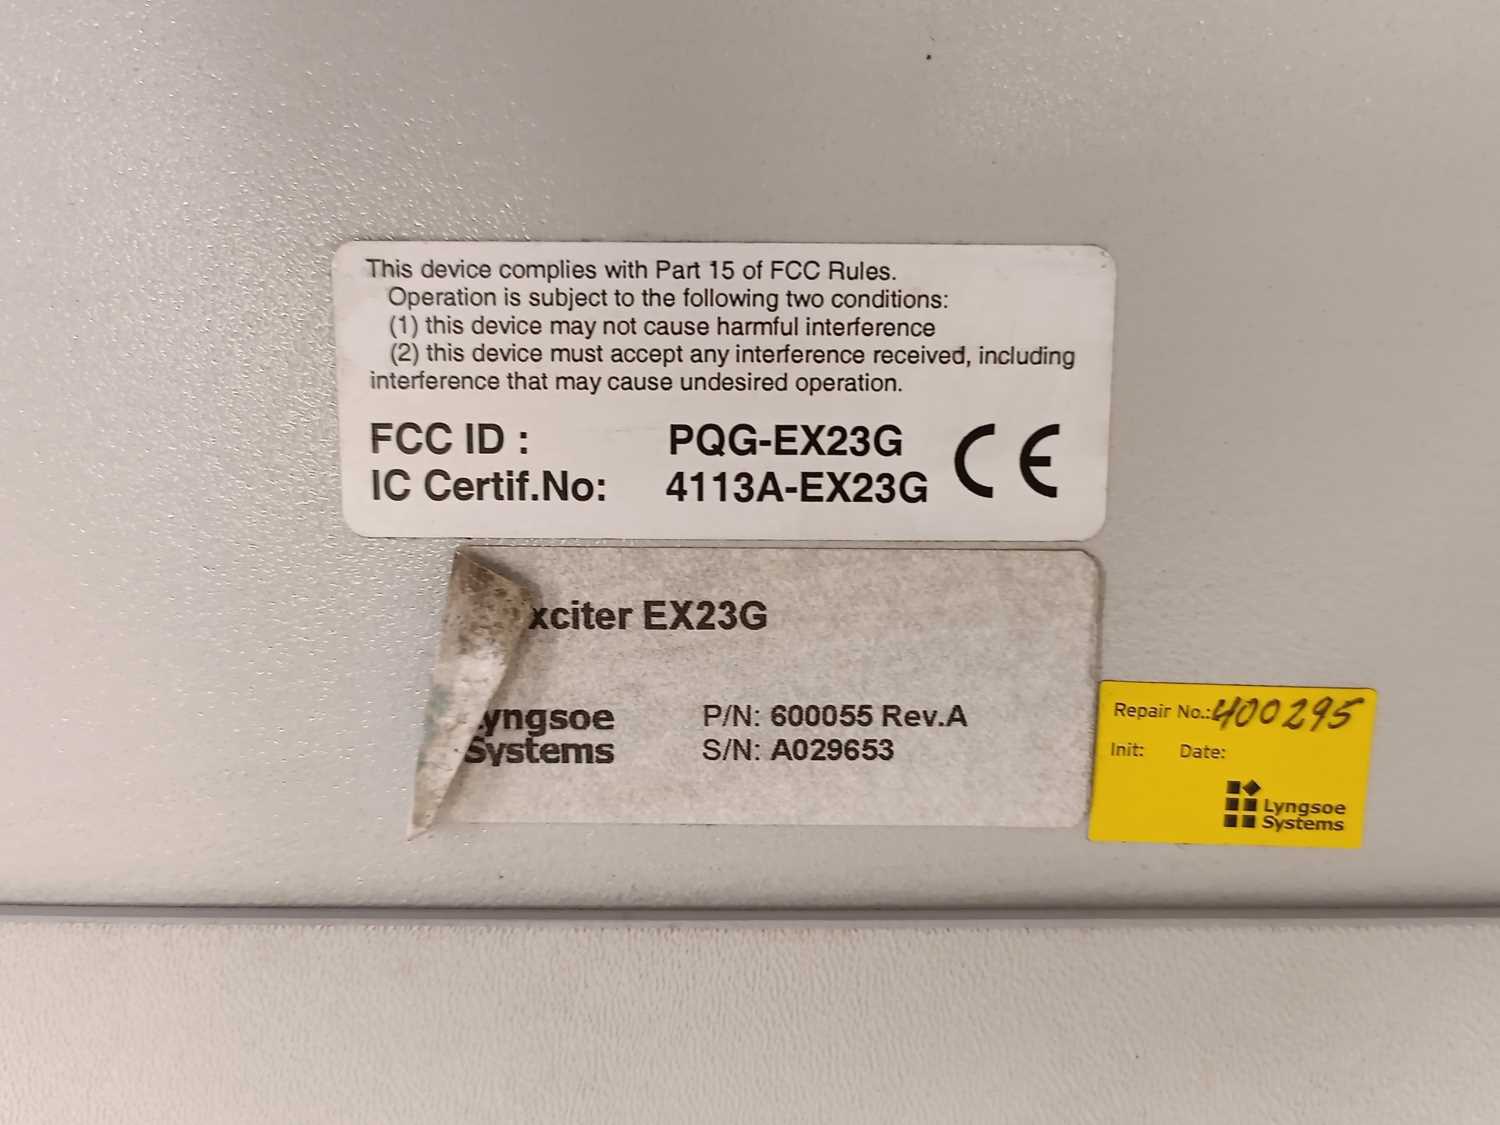 This device complies with Part 15 of FCC Rules.
Operation is subject to the following two conditions:
(1) this device may not cause harmful interference
(2) this device must accept any interference received, including
interference that may cause undesired operation.
FCC ID : PQG-EX23G
IC Certif.No: 4113A-EX23G
CE
xciter EX23G
yngsoe
Systems
P/N: 600055 Rev.A
S/N: A029653
Repair No.: 400295
Init: Date:
Lyngsoe
Systems